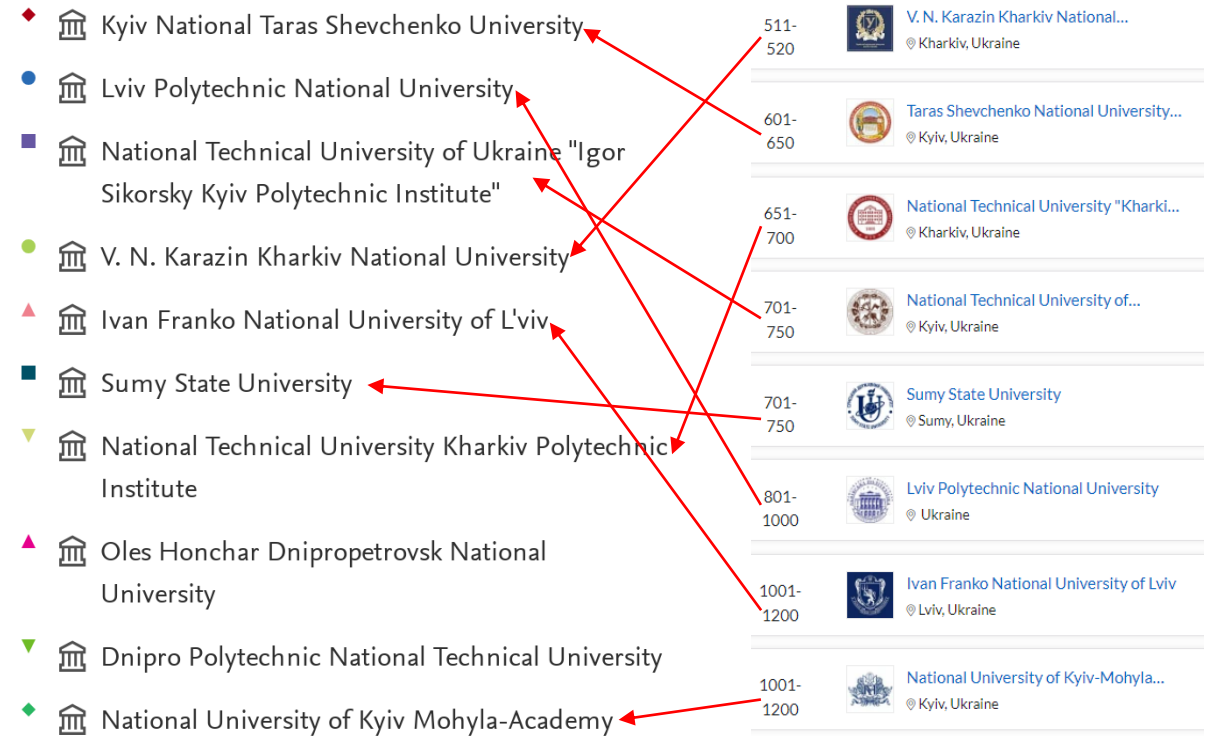 Kyiv National Taras Shevchenko University
Lviv Polytechnic National University
National Technical University of Ukraine "Igor
Sikorsky Kyiv Polytechnic Institute"
V. N. Karazin Kharkiv National University
Ivan Franko National University of L'viv
Sumy State University
National Technical University Kharkiv Polytechnic
Institute
Oles Honchar Dnipropetrovsk National
University
Dnipro Polytechnic National Technical University
National University of Kyiv Mohyla-Academy
511-
520
V. N. Karazin Kharkiv National...
Kharkiv, Ukraine
601-
650
Taras Shevchenko National University...
Kyiv, Ukraine
651-
700
National Technical University "Kharki...
Kharkiv, Ukraine
701-
750
National Technical University of...
Kyiv, Ukraine
701-
750
Sumy State University
Sumy, Ukraine
801-
1000
Lviv Polytechnic National University
Ukraine
1001-
1200
Ivan Franko National University of Lviv
Lviv, Ukraine
1001-
1200
National University of Kyiv-Mohyla...
Kyiv, Ukraine